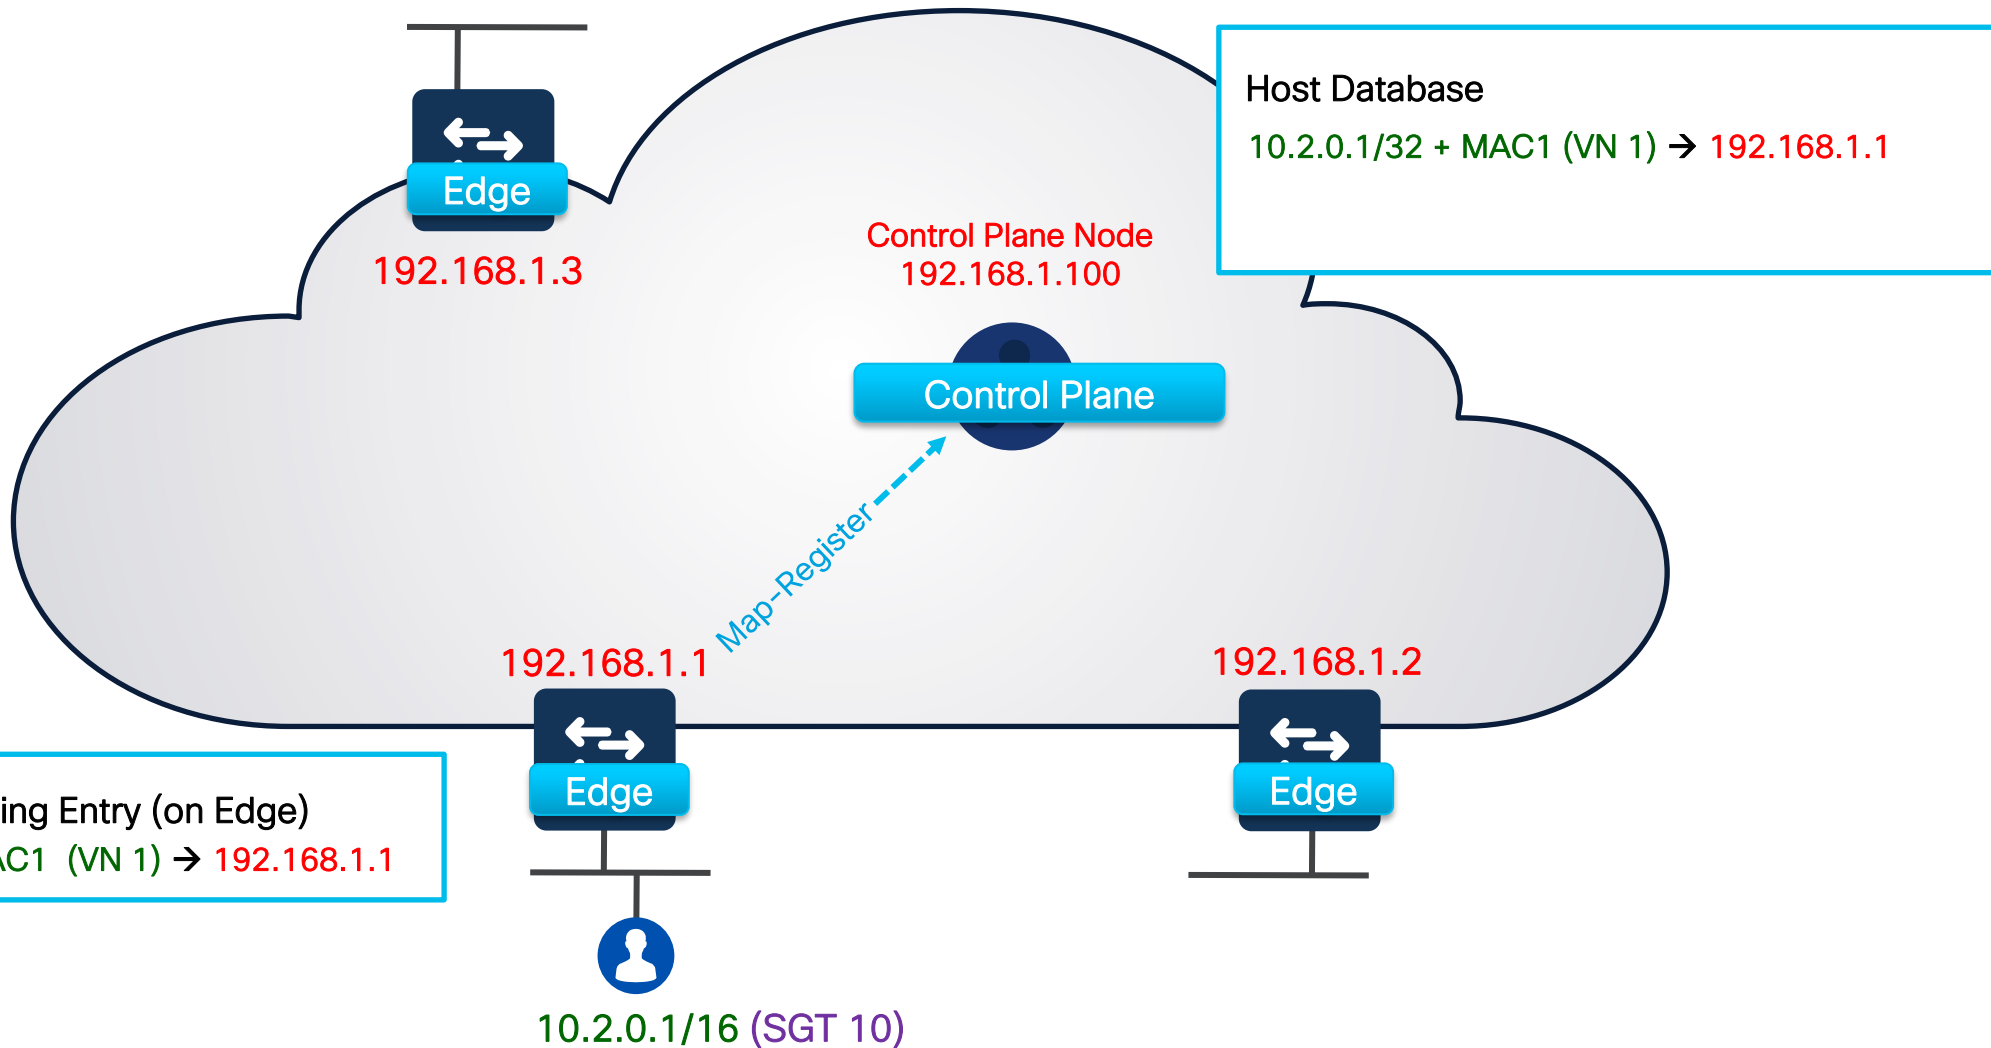 Host Database
10.2.0.1/32 + MAC1 (VN 1) → 192.168.1.1
Edge
192.168.1.3
Control Plane Node
192.168.1.100
Control Plane
Map-Register
192.168.1.1
192.168.1.2
Edge
Edge
Entry (on Edge)
(VN 1) → 192.168.1.1
10.2.0.1/16 (SGT 10)